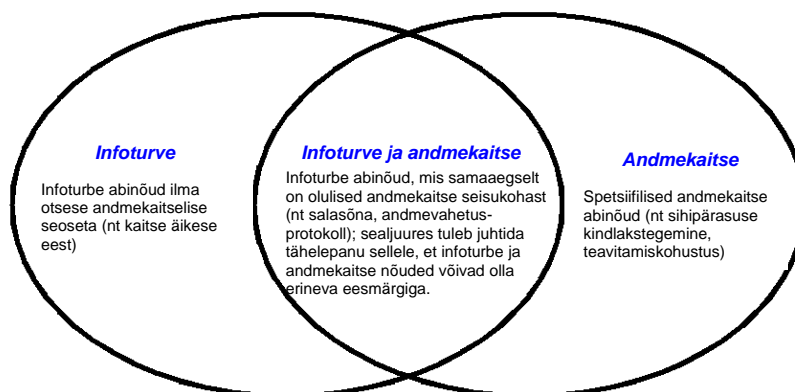 Infoturve
Infoturbe abinõud ilma
otsese andmekaitselise
seoseta (nt kaitse äikese
eest)
Infoturve ja andmekaitse
Infoturbe abinõud, mis samaaegselt
on olulised andmekaitse seisukohast
(nt salasõna, andmevahetus-
protokoll); sealjuures tuleb juhtida
tähelepanu sellele, et infoturbe ja
andmekaitse nõuded võivad olla
erineva eesmärgiga.
Andmekaitse
Spetsiifilised andmekaitse
abinõud (nt sihipärasuse
kindlakstegemine,
teavitamiskohustus)